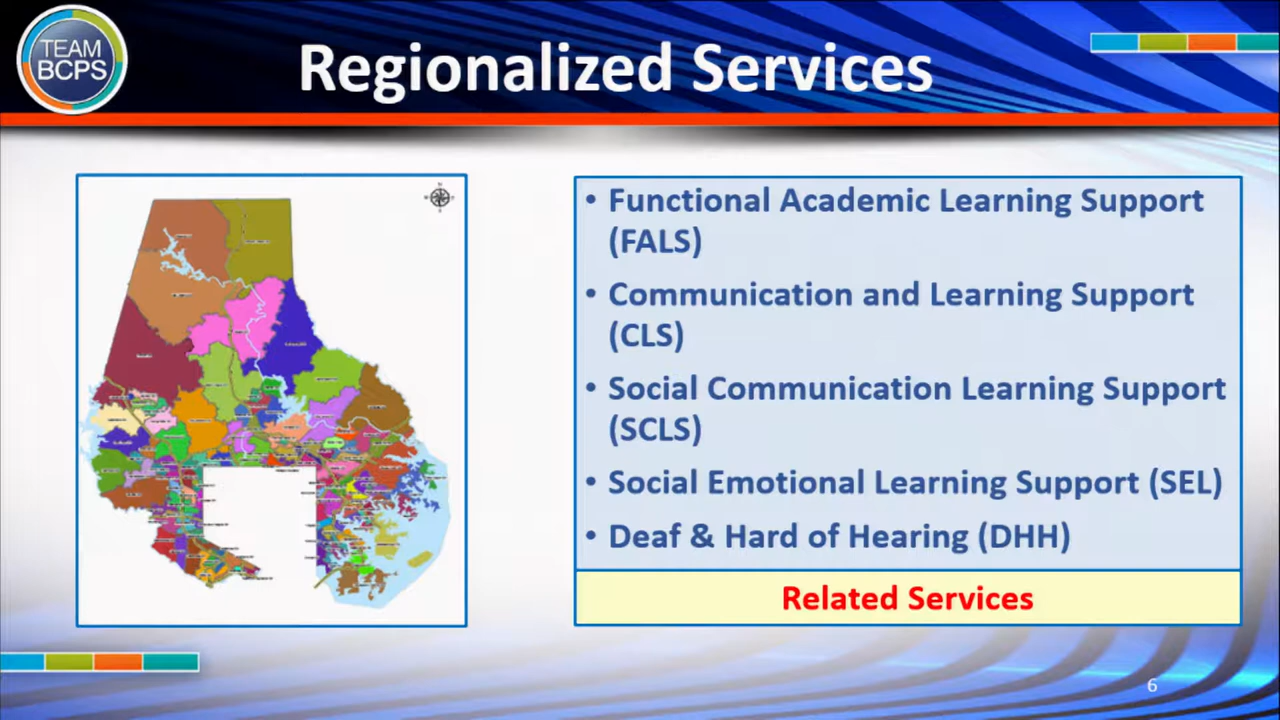 TEAM
BCPS
Regionalized Services
N
• Functional Academic Learning Support
(FALS)
• Communication and Learning Support
(CLS)
• Social Communication Learning Support
(SCLS)
• Social Emotional Learning Support (SEL)
• Deaf & Hard of Hearing (DHH)
Related Services
6